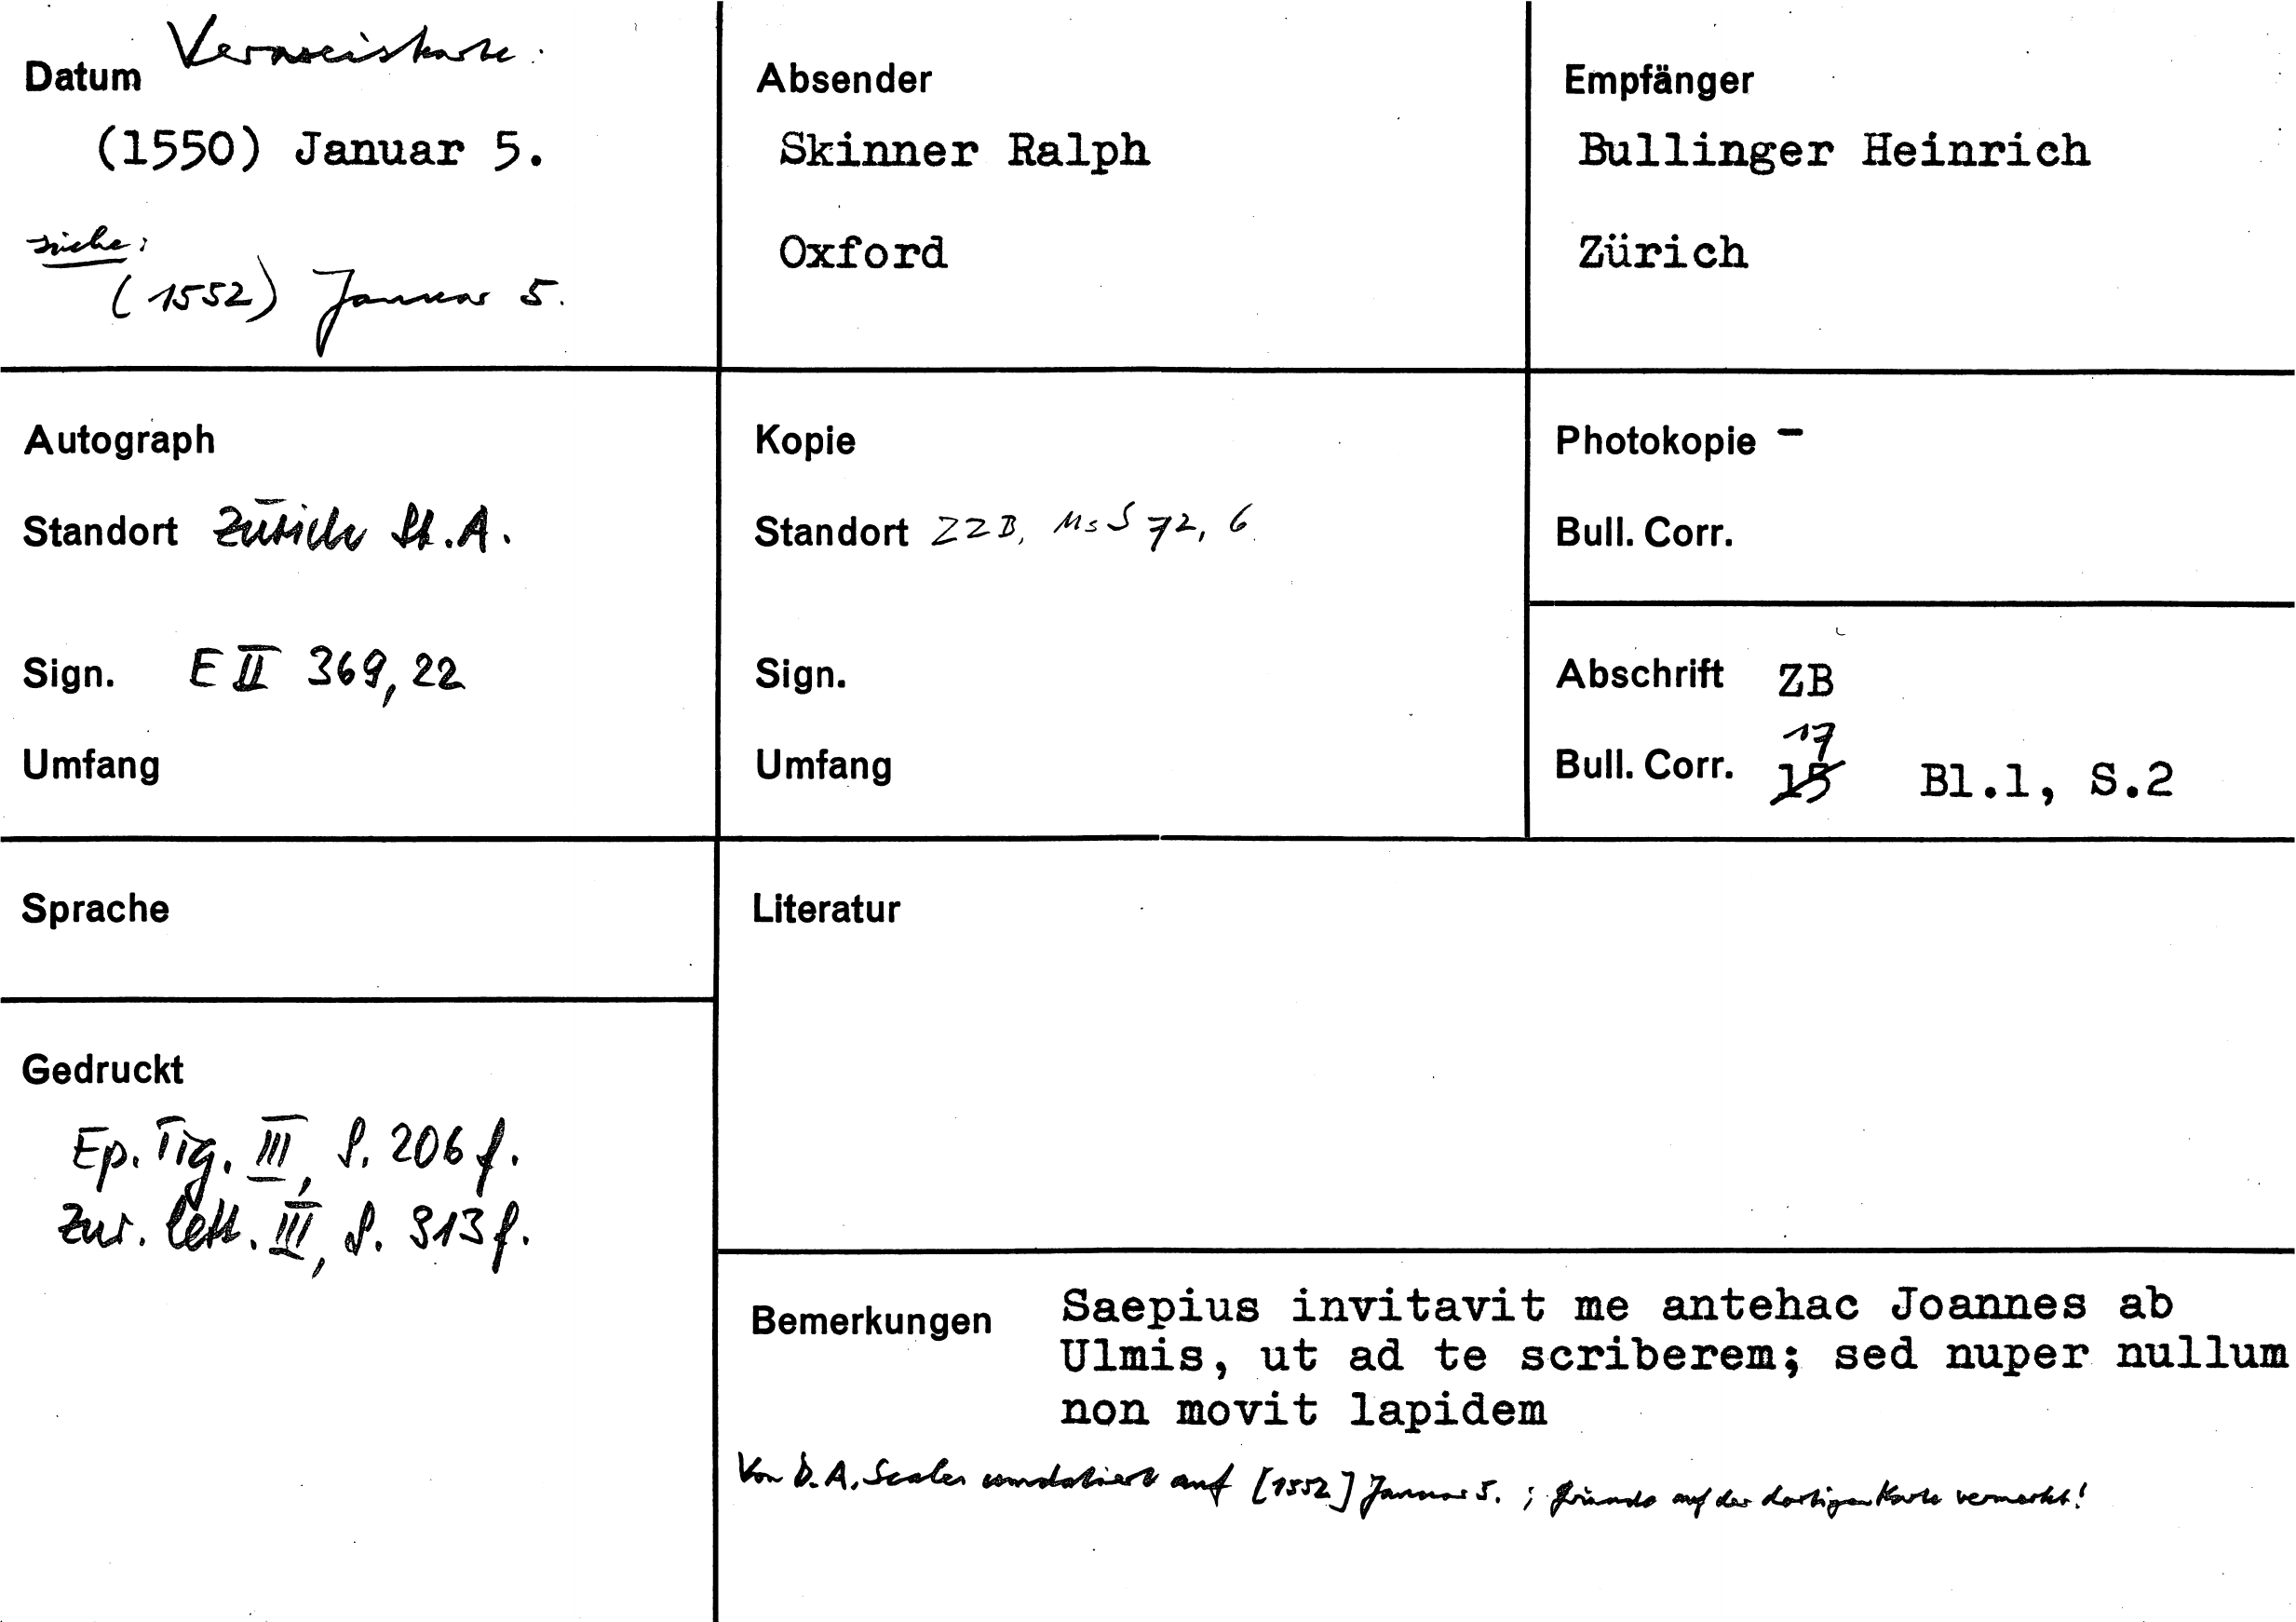 Verweiskarte:
Datum
(1550) Januar 5.
siehe:
(1552) Januar 5.
Absender
Skinner Ralph
Oxford
Empfänger
Bullinger Heinrich
Zürich
Autograph
Standort Zürich St.A.
Sign. E II 369,22
Umfang
Kopie
Standort ZZB, Ms S 72, 6
Sign.
Umfang
Photokopie -
Bull. Corr.
Abschrift ZB
17
Bull. Corr. 15 Bl.1, S.2
Sprache
Literatur
Gedruckt
Ep. Tig. III, S. 206 f.
Zur. lett. III, S. 313 f.
Bemerkungen Saepius invitavit me antehac Joannes ab
Ulmis, ut ad te scriberem; sed nuper nullum
non movit lapidem
Von D.A. Scales umdatiert auf [1552] Januar 5. ; Gründe auf der dortigen Karte vermerkt!